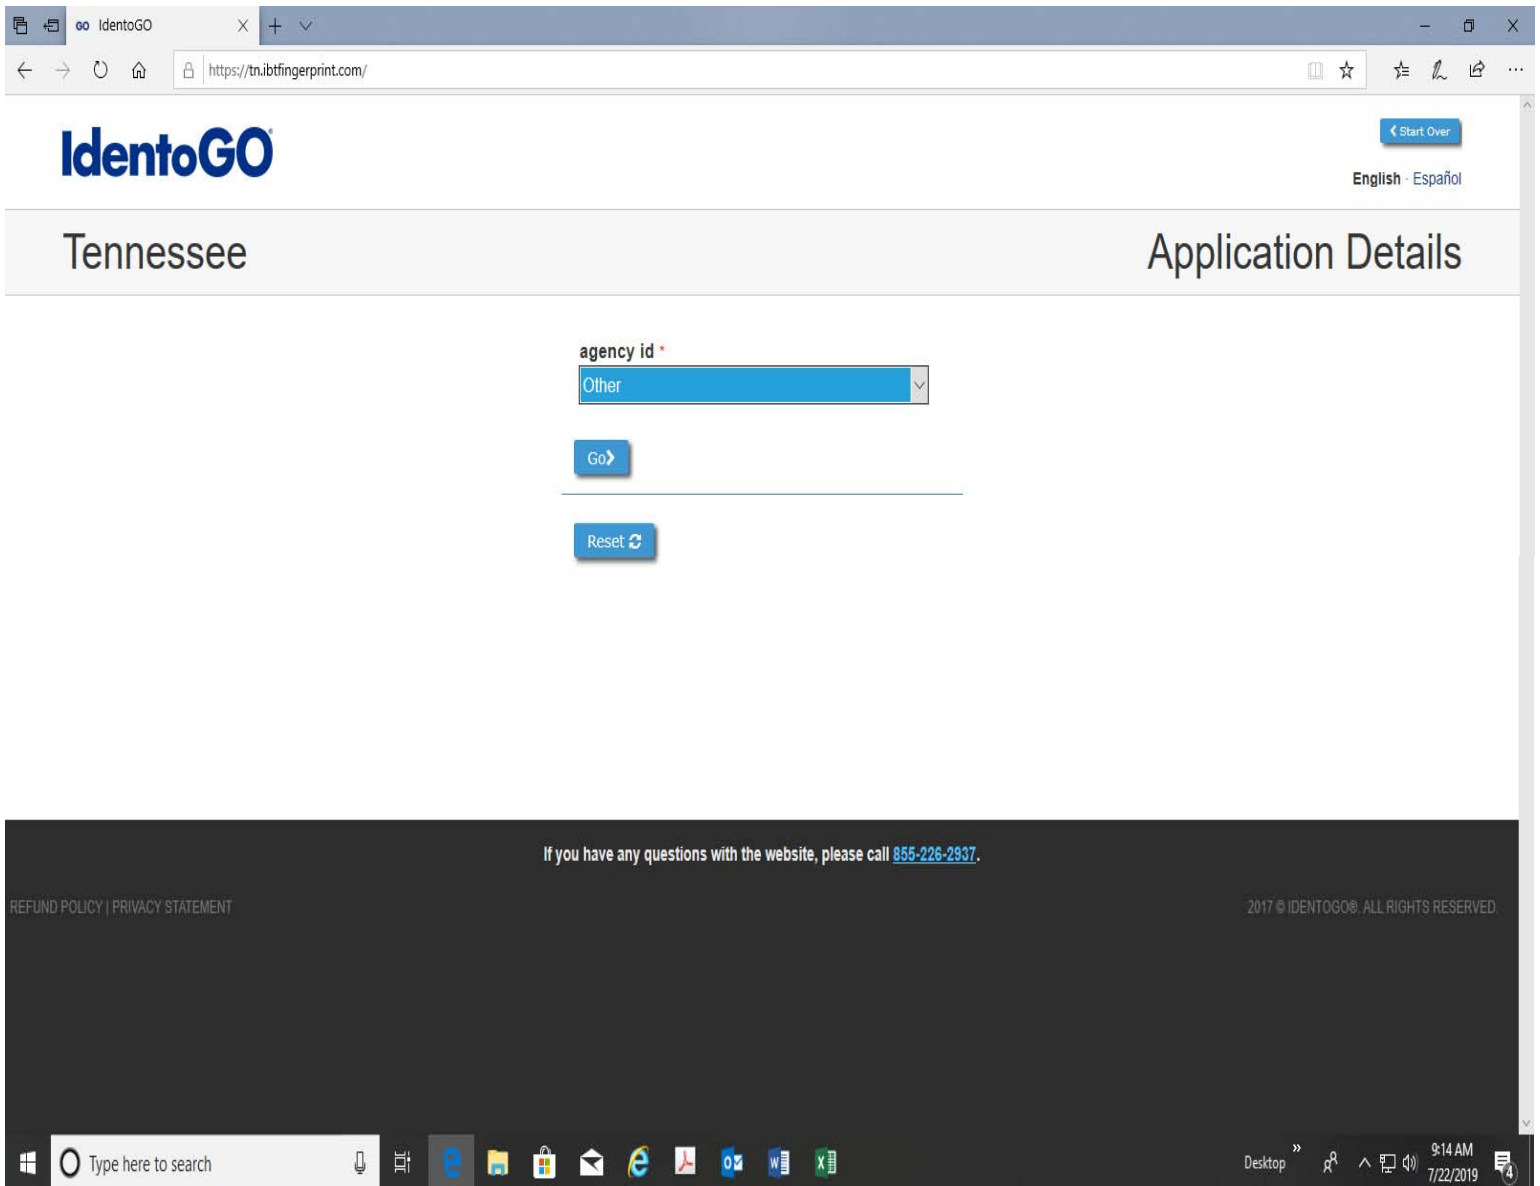 GO IdentoGO
https://tn.ibtfingerprint.com/
IdentoGO
Start Over
English · Español
Tennessee
Application Details
agency id *
Other
Go
Reset
If you have any questions with the website, please call 855-226-2937.
REFUND POLICY | PRIVACY STATEMENT
2017 © IDENTOGO®. ALL RIGHTS RESERVED.
Type here to search
Desktop
9:14 AM
7/22/2019
4